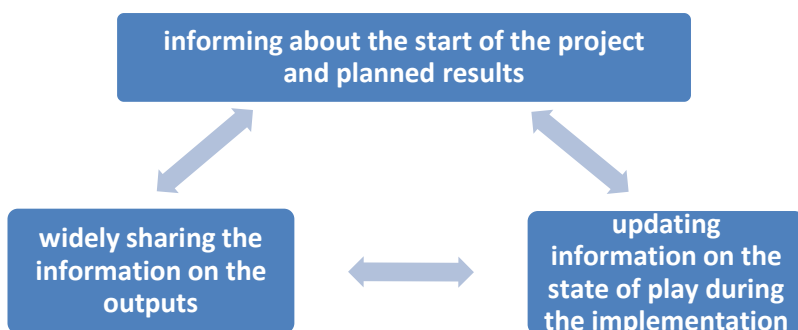 informing about the start of the project
and planned results
widely sharing the
information on the
outputs
updating
information on the
state of play during
the implementation